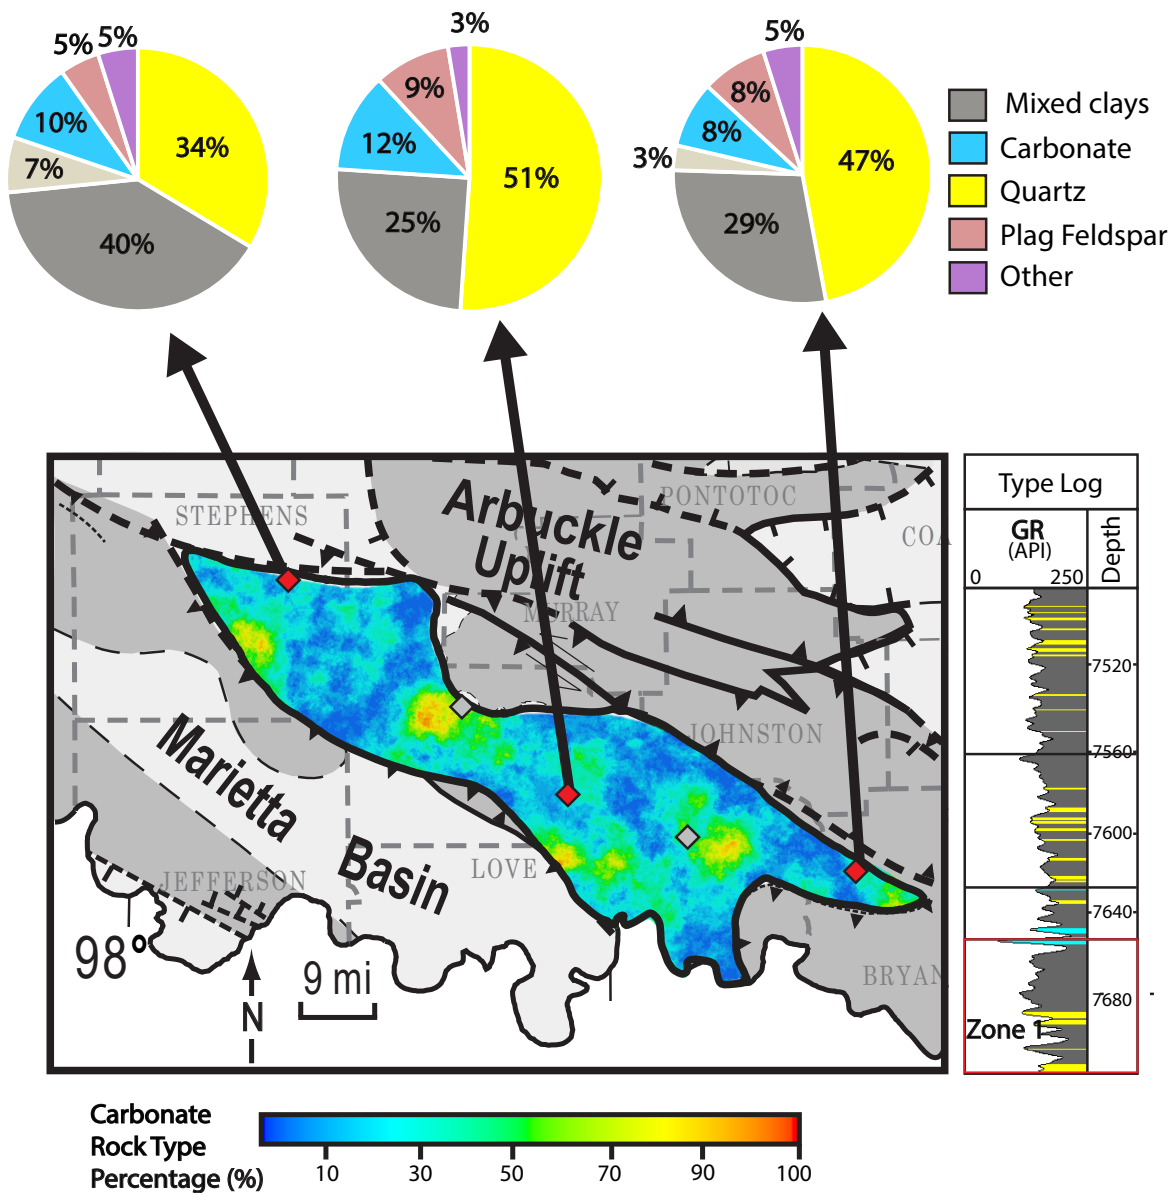 5%
5%
10%
7%
34%
40%
3%
9%
12%
51%
25%
5%
8%
8%
3%
47%
29%
Mixed clays
Carbonate
Quartz
Plag Feldspar
Other
STEPHENS
Arbuckle
Uplift
PONTOTOC
COA
MURRAY
JOHNSTON
Marietta
Basin
LOVE
JEFFERSON
BRYAN
98°
N
9 mi
Type Log
GR
(API)
0 250
Depth
7520
7560
7600
7640
7680
Zone 1
Carbonate
Rock Type
Percentage (%)
10 30 50 70 90 100